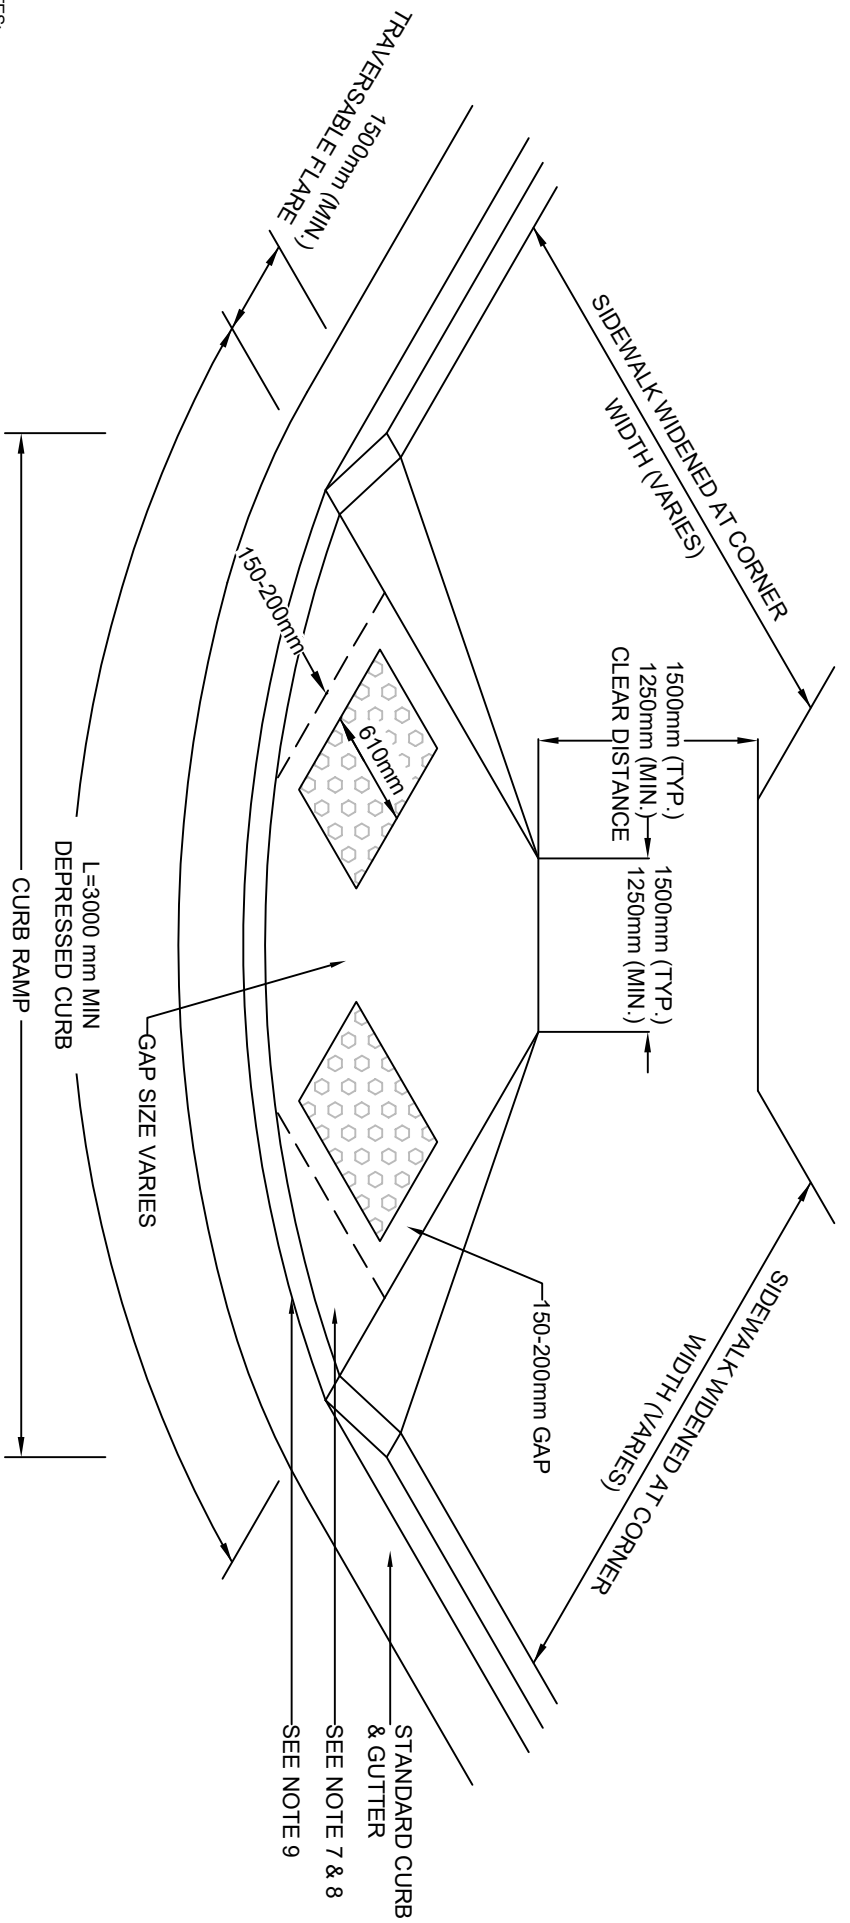 TRAVERSABLE FLARE
1500mm (MIN.)
SIDEWALK WIDENED AT CORNER
WIDTH (VARIES)
1500mm (TYP.)
1250mm (MIN.)
CLEAR DISTANCE
1500mm (TYP.)
1250mm (MIN.)
SIDEWALK WIDENED AT CORNER
WIDTH (VARIES)
150-200mm
610mm
150-200mm GAP
GAP SIZE VARIES
L=3000 mm MIN
DEPRESSED CURB
CURB RAMP
STANDARD CURB
& GUTTER
SEE NOTE 7 & 8
SEE NOTE 9